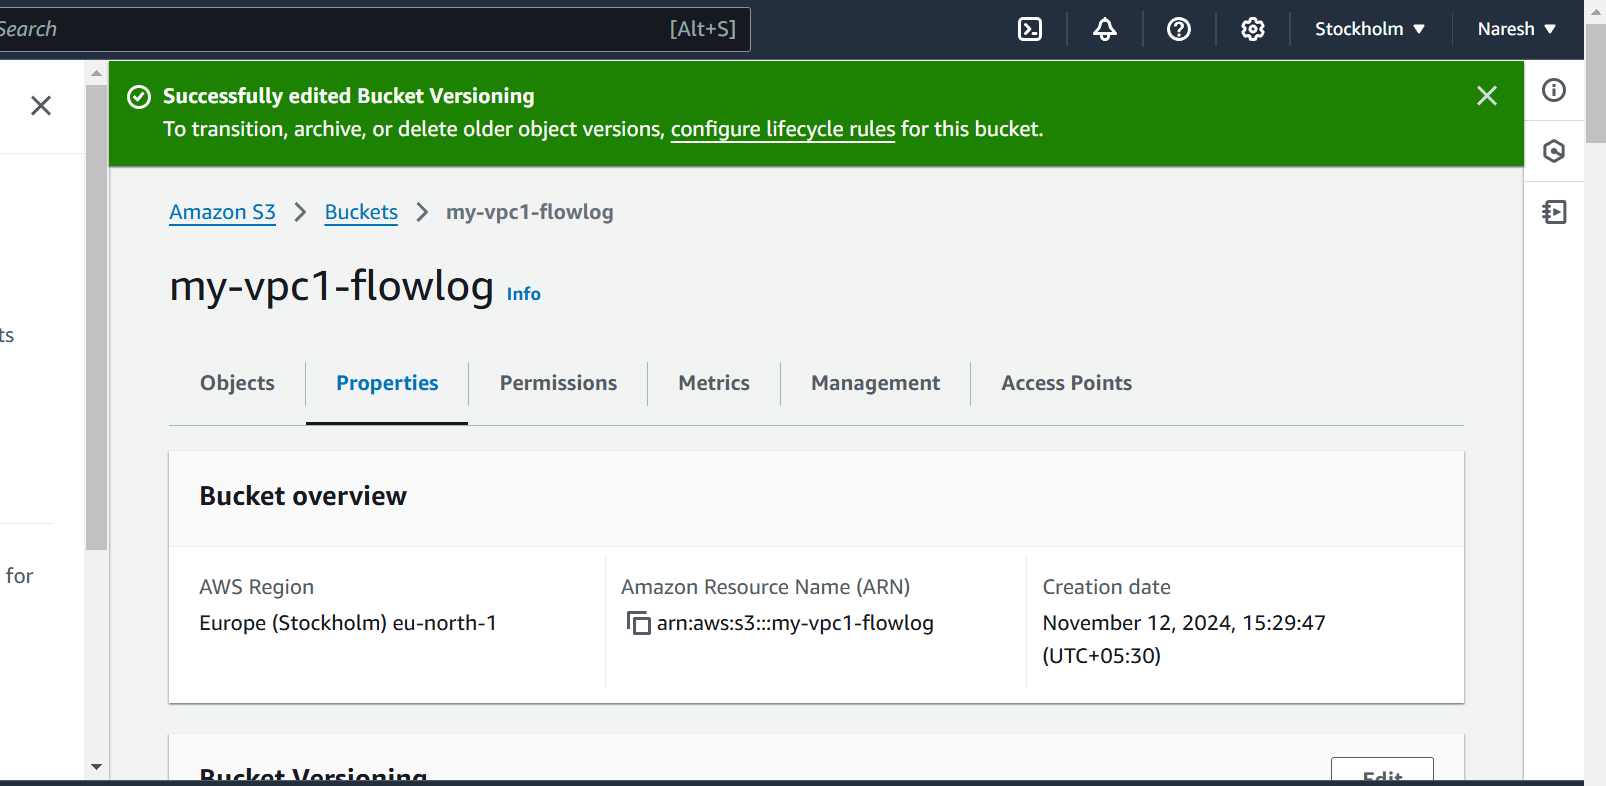 Search [Alt+S] Stockholm Naresh
Successfully edited Bucket Versioning
To transition, archive, or delete older object versions, configure lifecycle rules for this bucket.
Amazon S3 Buckets my-vpc1-flowlog
my-vpc1-flowlog Info
ts
for
Objects Properties Permissions Metrics Management Access Points
Bucket overview
AWS Region
Europe (Stockholm) eu-north-1
Amazon Resource Name (ARN)
arn:aws:s3:::my-vpc1-flowlog
Creation date
November 12, 2024, 15:29:47
(UTC+05:30)
Bucket Versioning
Edit